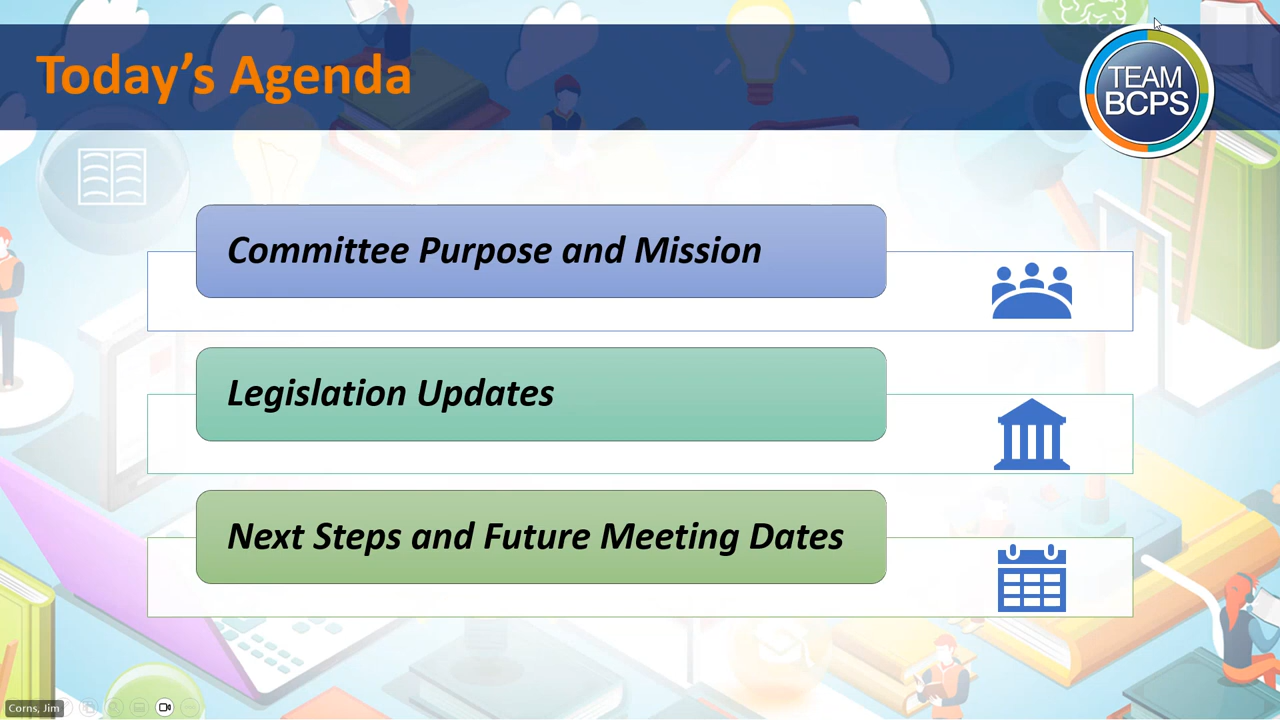 Today's Agenda
TEAM
BCPS
Committee Purpose and Mission
Legislation Updates
Next Steps and Future Meeting Dates
Corns, Jim